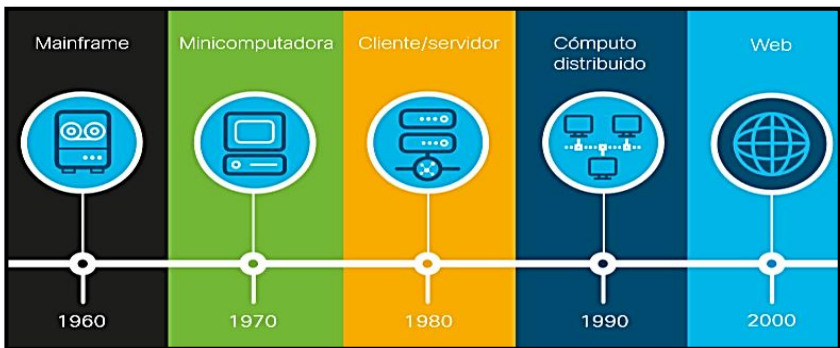 Mainframe
Minicomputadora
Cliente/servidor
Cómputo
distribuido
Web
1960
1970
1980
1990
2000